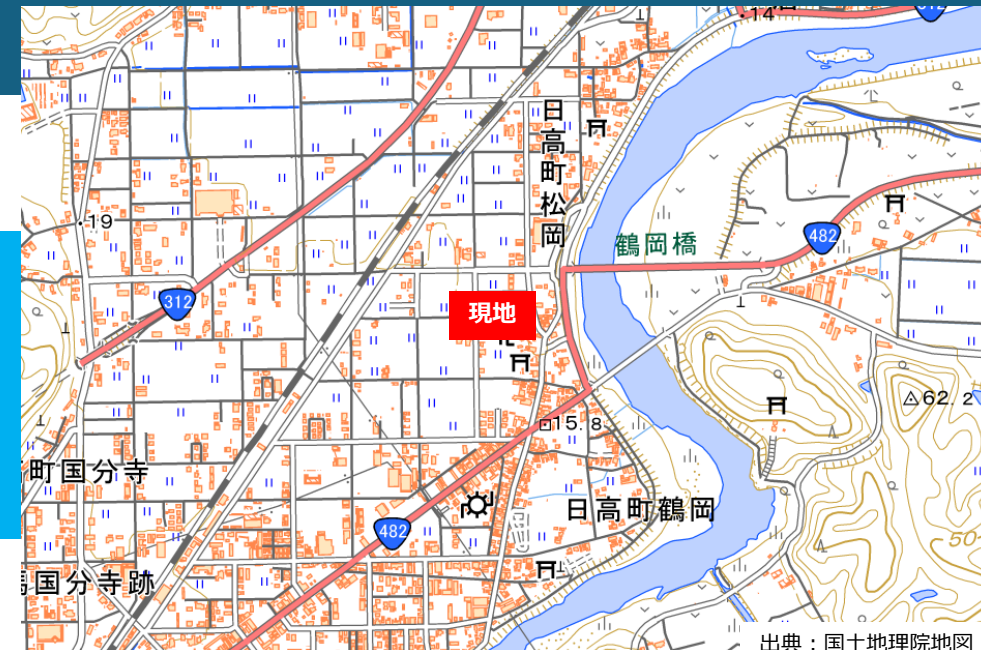 14
312
日高町松岡
19
鶴岡橋
482
312
現地
62.2
15.8
町国分寺
482
日高町鶴岡
50
国分寺跡
出典：国土地理院地図